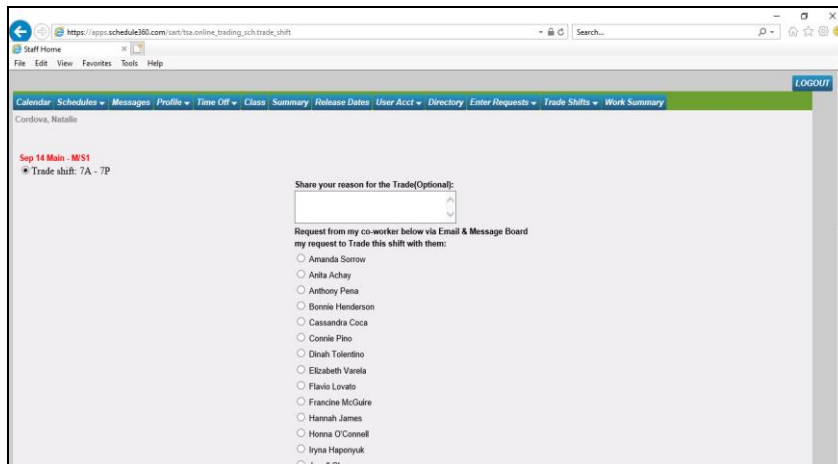 https://apps.schedule360.com/sart/tsa.online_trading_sch.trade_shift
Search...
Staff Home
File Edit View Favorites Tools Help
LOGOUT
Calendar Schedules Messages Profile Time Off Class Summary Release Dates User Acct Directory Enter Requests Trade Shifts Work Summary
Cordova, Natalie
Sep 14 Main - M/S1
Trade shift: 7A - 7P
Share your reason for the Trade(Optional):
Request from my co-worker below via Email & Message Board
my request to Trade this shift with them:
Amanda Sorrow
Anita Achay
Anthony Pena
Bonnie Henderson
Cassandra Coca
Connie Pino
Dinah Tolentino
Elizabeth Varela
Flavio Lovato
Francine McGuire
Hannah James
Honna O'Connell
Iryna Haponyuk